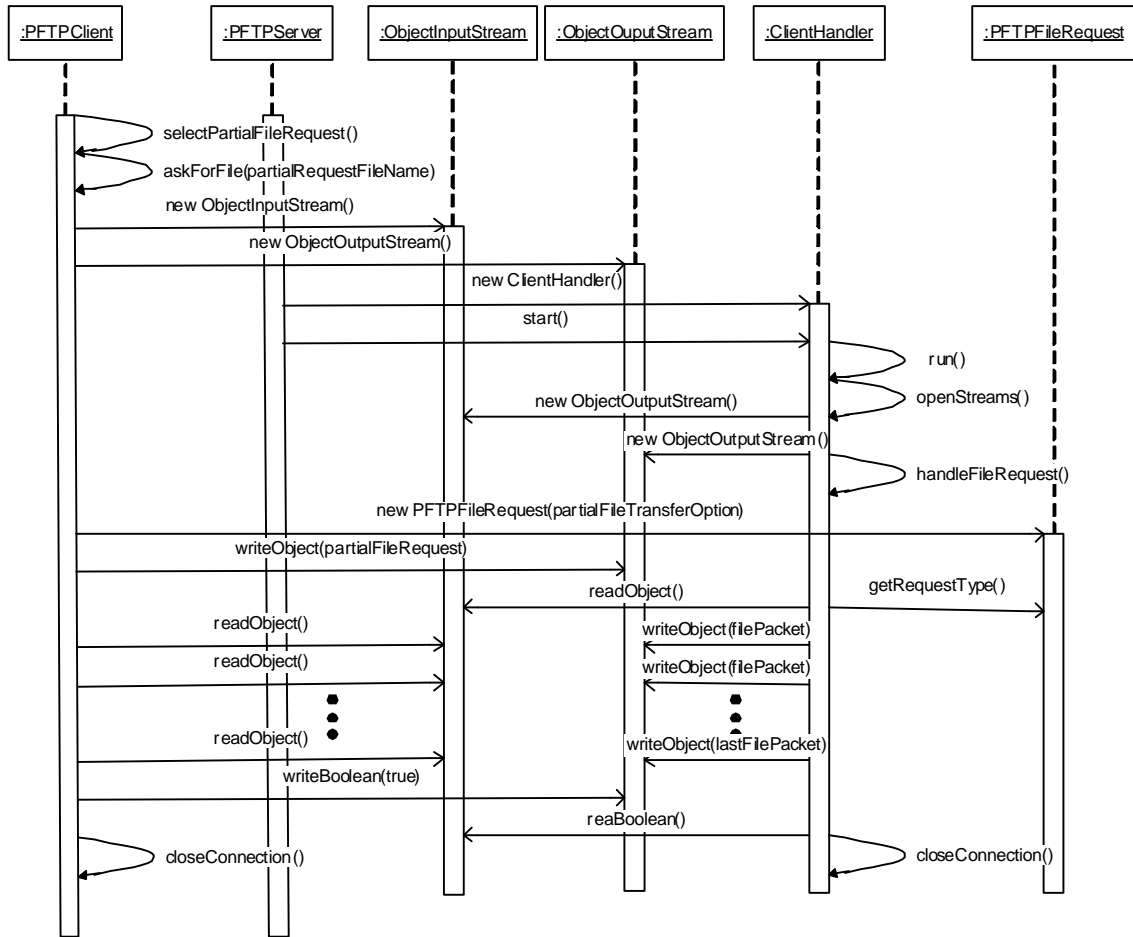 :PFTPClient
:PFTPServer
:ObjectInputStream
:ObjectOuputStream
:ClientHandler
:PFTPFileRequest
selectPartialFileRequest()
askForFile(partialRequestFileName)
new ObjectInputStream()
new ObjectOutputStream()
new ClientHandler()
start()
run()
openStreams()
new ObjectOutputStream()
new ObjectOutputStream()
handleFileRequest()
new PFTPFileRequest(partialFileTransferOption)
writeObject(partialFileRequest)
getRequestType()
readObject()
readObject()
writeObject(filePacket)
readObject()
writeObject(filePacket)
readObject()
writeObject(lastFilePacket)
writeBoolean(true)
reaBoolean()
closeConnection()
closeConnection()